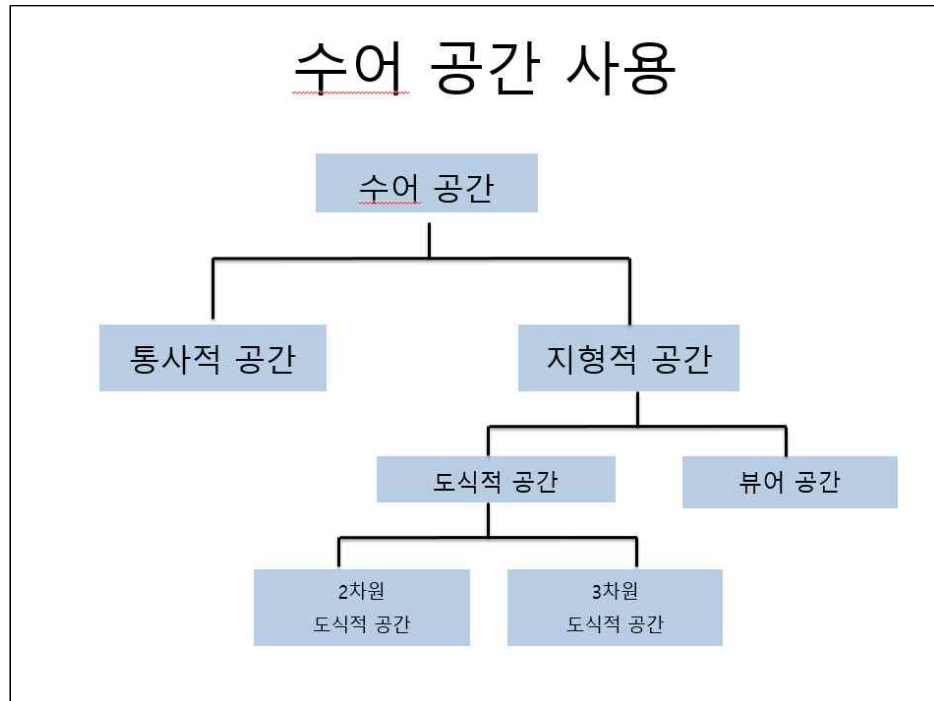 수어 공간 사용
수어 공간
통사적 공간
지형적 공간
도식적 공간
뷰어 공간
2차원
도식적 공간
3차원
도식적 공간